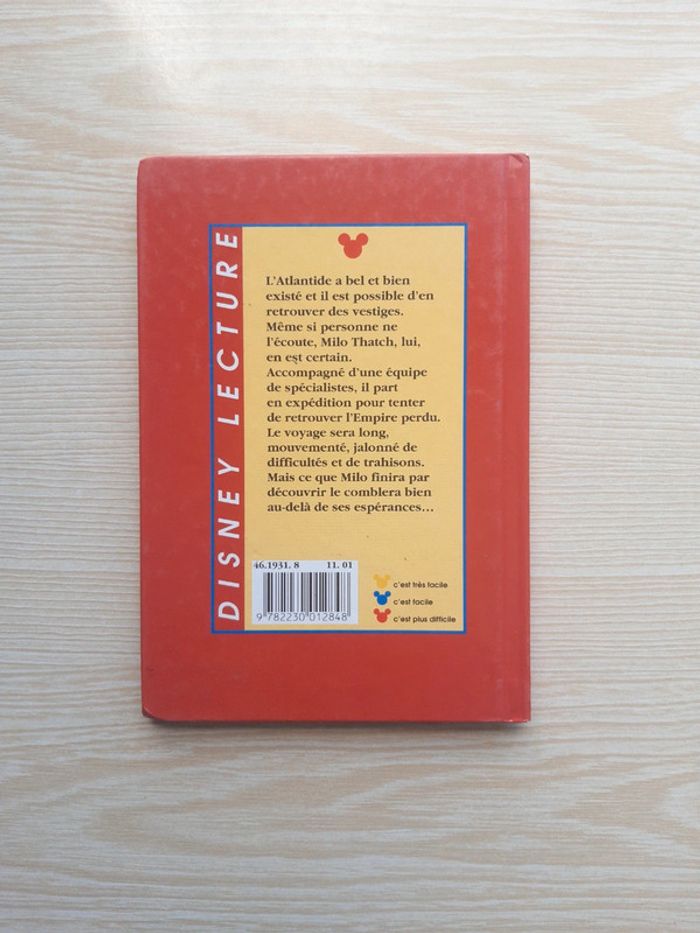 DISNEY LECTURE
L'Atlantide a bel et bien
existé et il est possible d'en
retrouver des vestiges.
Même si personne ne
l'écoute, Milo Thatch, lui,
en est certain.
Accompagné d'une équipe
de spécialistes, il part
en expédition pour tenter
de retrouver l'Empire perdu.
Le voyage sera long,
mouvementé, jalonné de
difficultés et de trahisons.
Mais ce que Milo finira par
découvrir le comblera bien
au-delà de ses espérances...
46.1931. 8 11. 01
9 782230 012848
c'est très facile
c'est facile
c'est plus difficile